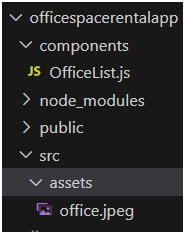 officespacerentalapp
components
JS OfficeList.js
node_modules
public
src
assets
office.jpeg